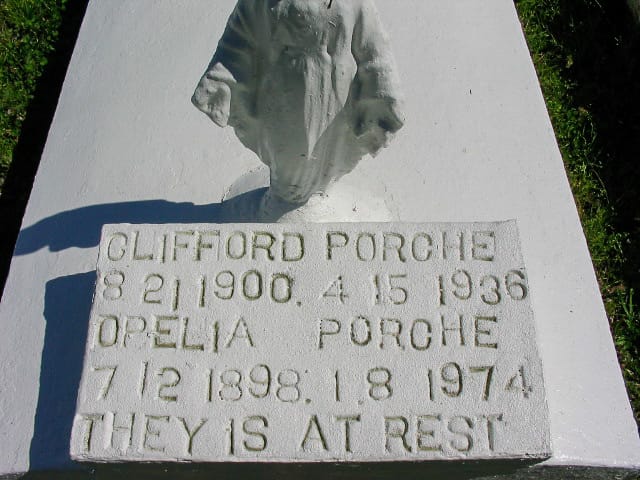 CLIFFORD PORCHE
8 21 1900. 4 15 1936
OPELIA PORCHE
7 12 1898. 1 8 1974
THEY IS AT REST